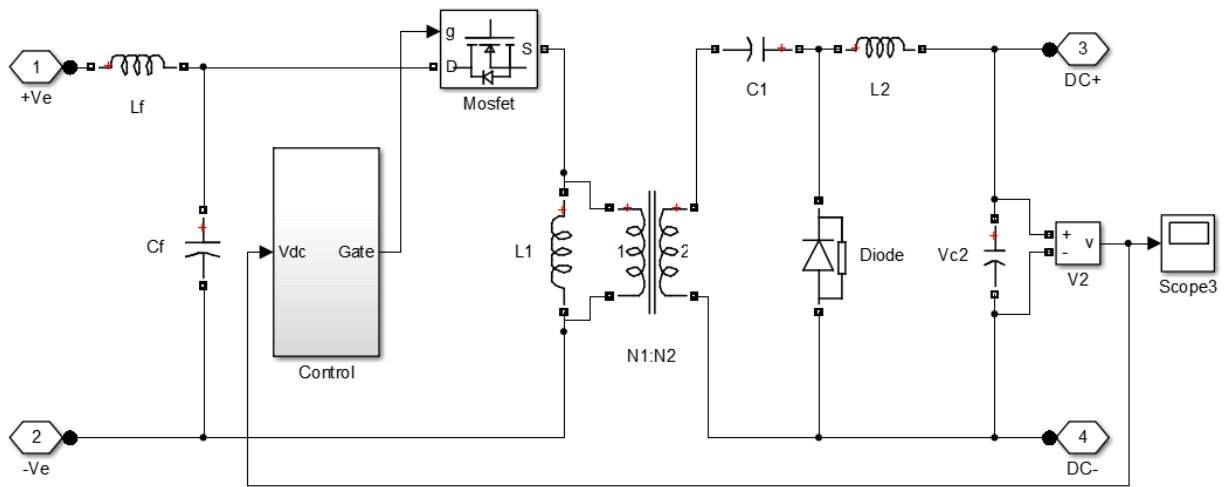 1
+Ve
Lf
g
D
S
Mosfet
C1
L2
3
DC+
Cf
Vdc
Gate
Control
L1
1
2
N1:N2
Diode
Vc2
+
-
v
V2
Scope3
2
-Ve
4
DC-